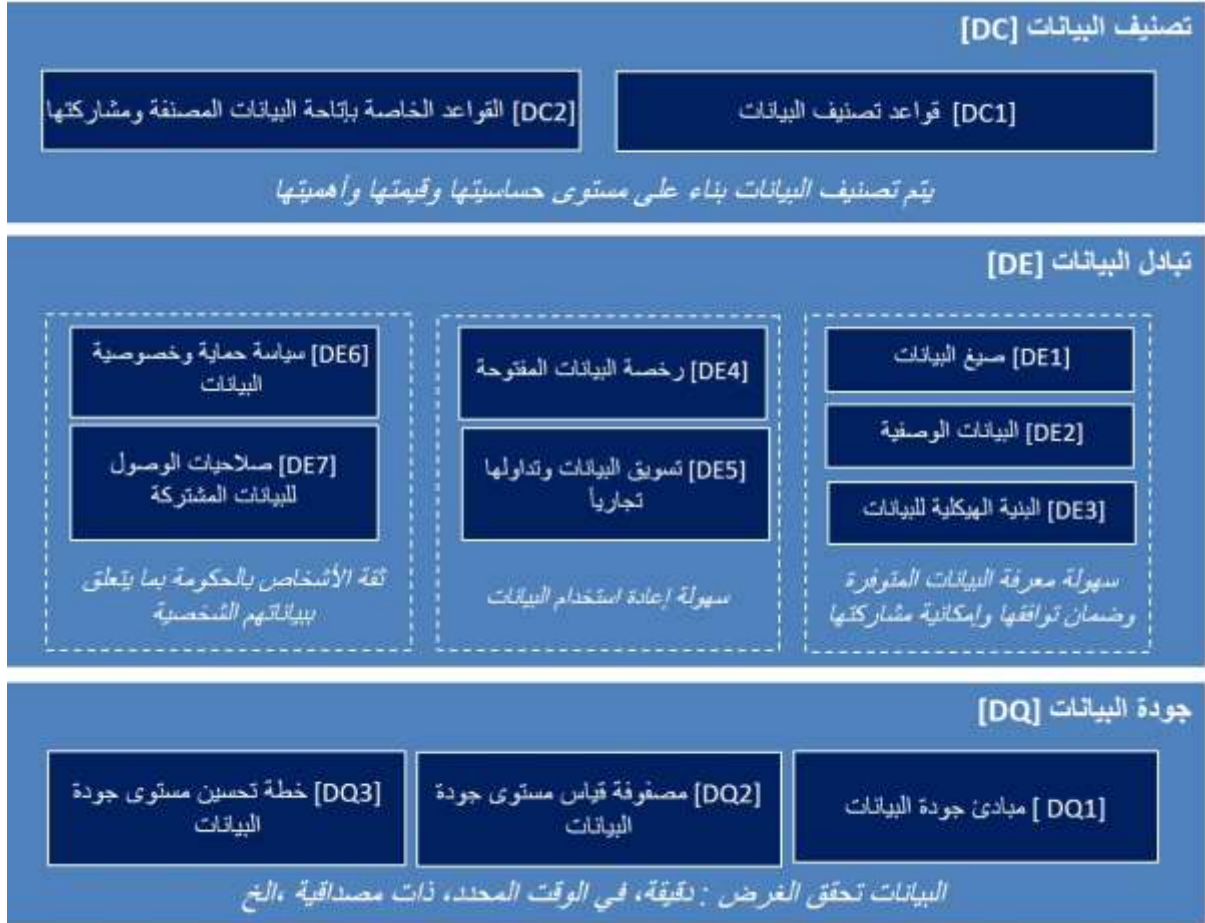 تصنيف البيانات [DC]
[DC1] قواعد تصنيف البيانات
[DC2] القواعد الخاصة بإتاحة البيانات المصنفة ومشاركتها
يتم تصنيف البيانات بناء على مستوى حساسيتها وقيمتها وأهميتها
تبادل البيانات [DE]
[DE1] صيغ البيانات
[DE2] البيانات الوصفية
[DE3] البنية الهيكلية للبيانات
سهولة معرفة البيانات المتوفرة
وضمان توافقها وإمكانية مشاركتها
[DE4] رخصة البيانات المفتوحة
[DE5] تسويق البيانات وتداولها
تجارياً
سهولة إعادة استخدام البيانات
[DE6] سياسة حماية وخصوصية
البيانات
[DE7] صلاحيات الوصول
للبيانات المشتركة
ثقة الأشخاص بالحكومة بما يتعلق
ببياناتهم الشخصية
جودة البيانات [DQ]
[DQ1 ] مبادئ جودة البيانات
[DQ2] مصفوفة قياس مستوى جودة
البيانات
[DQ3] خطة تحسين مستوى جودة
البيانات
البيانات تحقق الغرض : دقيقة، في الوقت المحدد، ذات مصداقية ،الخ